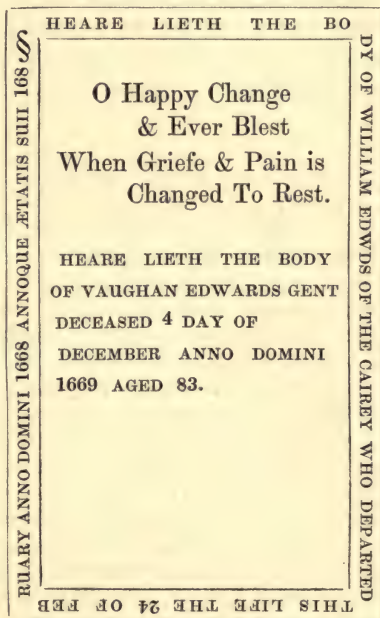 HEARE LIETH THE BO
DY OF WILLIAM EDWDS OF THE CAIREY WHO DEPARTED
THIS LIFE THE 24 OF FEB
RUARY ANNO DOMINI 1668 ANNOQUE ÆTATIS SUII 168
O Happy Change
& Ever Blest
When Griefe & Pain is
Changed To Rest.
HEARE LIETH THE BODY
OF VAUGHAN EDWARDS GENT
DECEASED 4 DAY OF
DECEMBER ANNO DOMINI
1669 AGED 83.